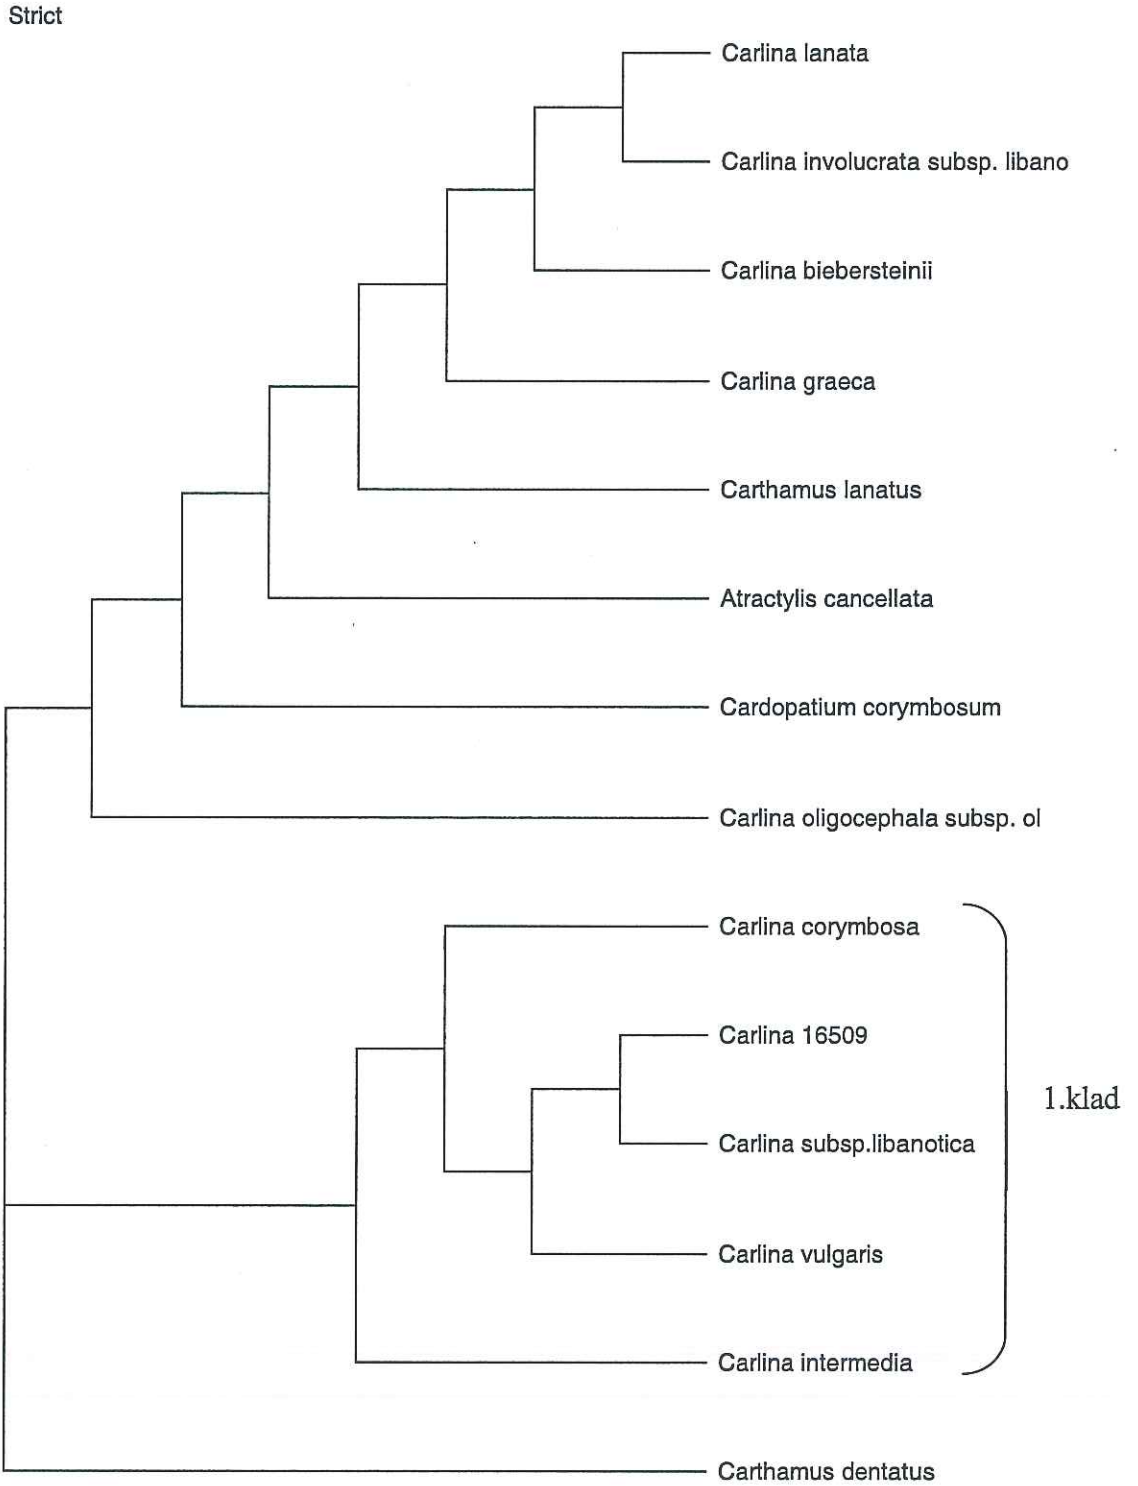 Strict
Carlina lanata
Carlina involucrata subsp. libano
Carlina biebersteinii
Carlina graeca
Carthamus lanatus
Atractylis cancellata
Cardopatium corymbosum
Carlina oligocephala subsp. ol
Carlina corymbosa
Carlina 16509
1.klad
Carlina subsp.libanotica
Carlina vulgaris
Carlina intermedia
Carthamus dentatus